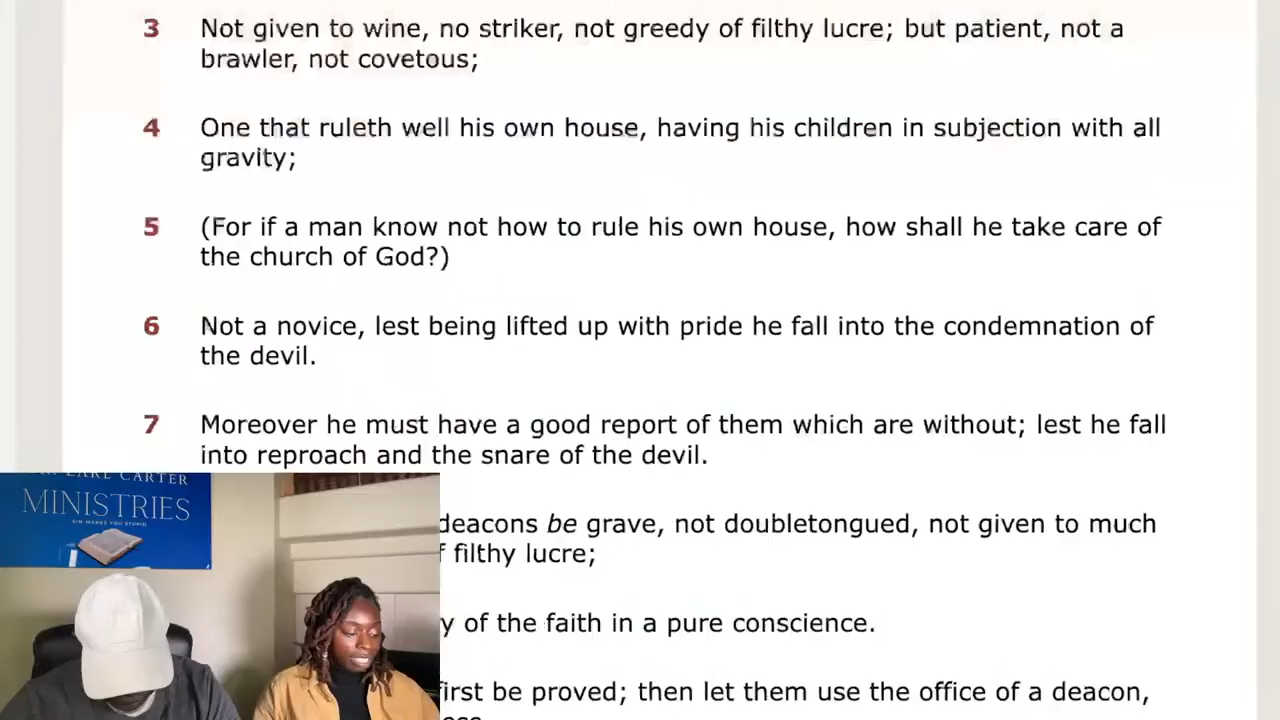 3 Not given to wine, no striker, not greedy of filthy lucre; but patient, not a
brawler, not covetous;
4 One that ruleth well his own house, having his children in subjection with all
gravity;
5 (For if a man know not how to rule his own house, how shall he take care of
the church of God?)
6 Not a novice, lest being lifted up with pride he fall into the condemnation of
the devil.
7 Moreover he must have a good report of them which are without; lest he fall
into reproach and the snare of the devil.
deacons be grave, not doubletongued, not given to much
filthy lucre;
of the faith in a pure conscience.
first be proved; then let them use the office of a deacon,
EARL CARTER
MINISTRIES
SIN MAKES YOU STUPID